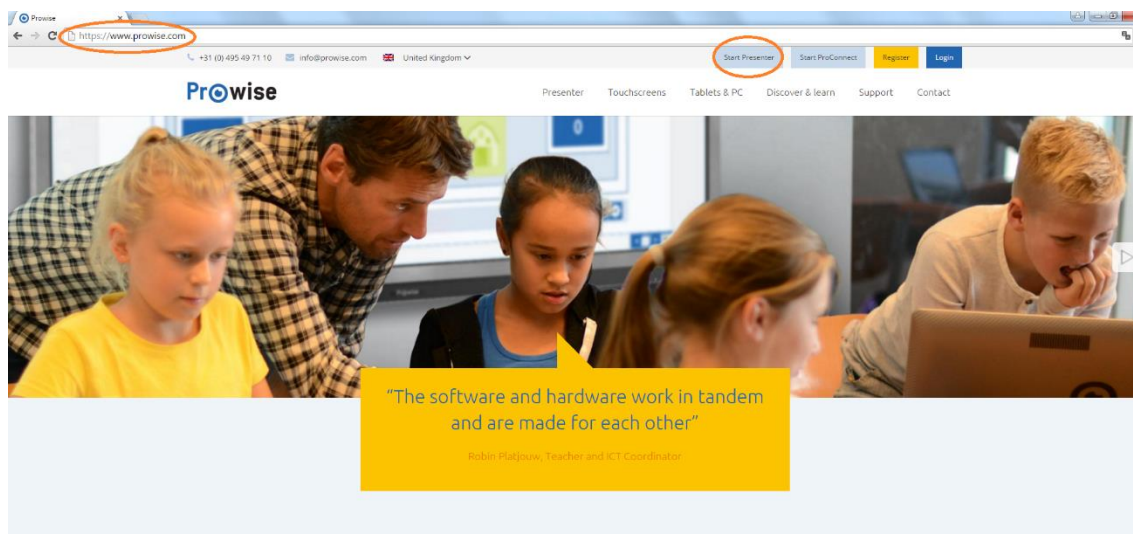 Prowise
https://www.prowise.com
+31 (0) 495 49 71 10 info@prowise.com United Kingdom Start Presenter Start ProConnect Register Login
Prowise Presenter Touchscreens Tablets & PC Discover & learn Support Contact
“The software and hardware work in tandem
and are made for each other”
Robin Platjouw, Teacher and ICT Coordinator